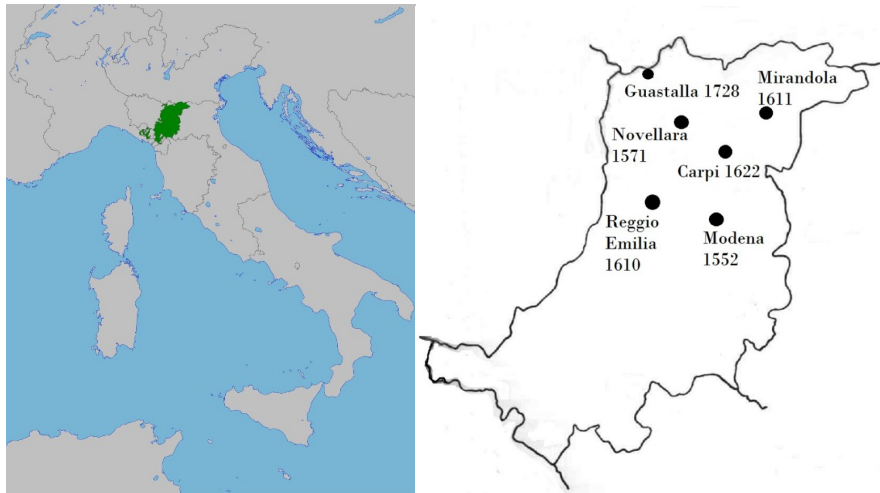 Guastalla 1728
Mirandola
1611
Novellara
1571
Carpi 1622
Reggio
Emilia
1610
Modena
1552